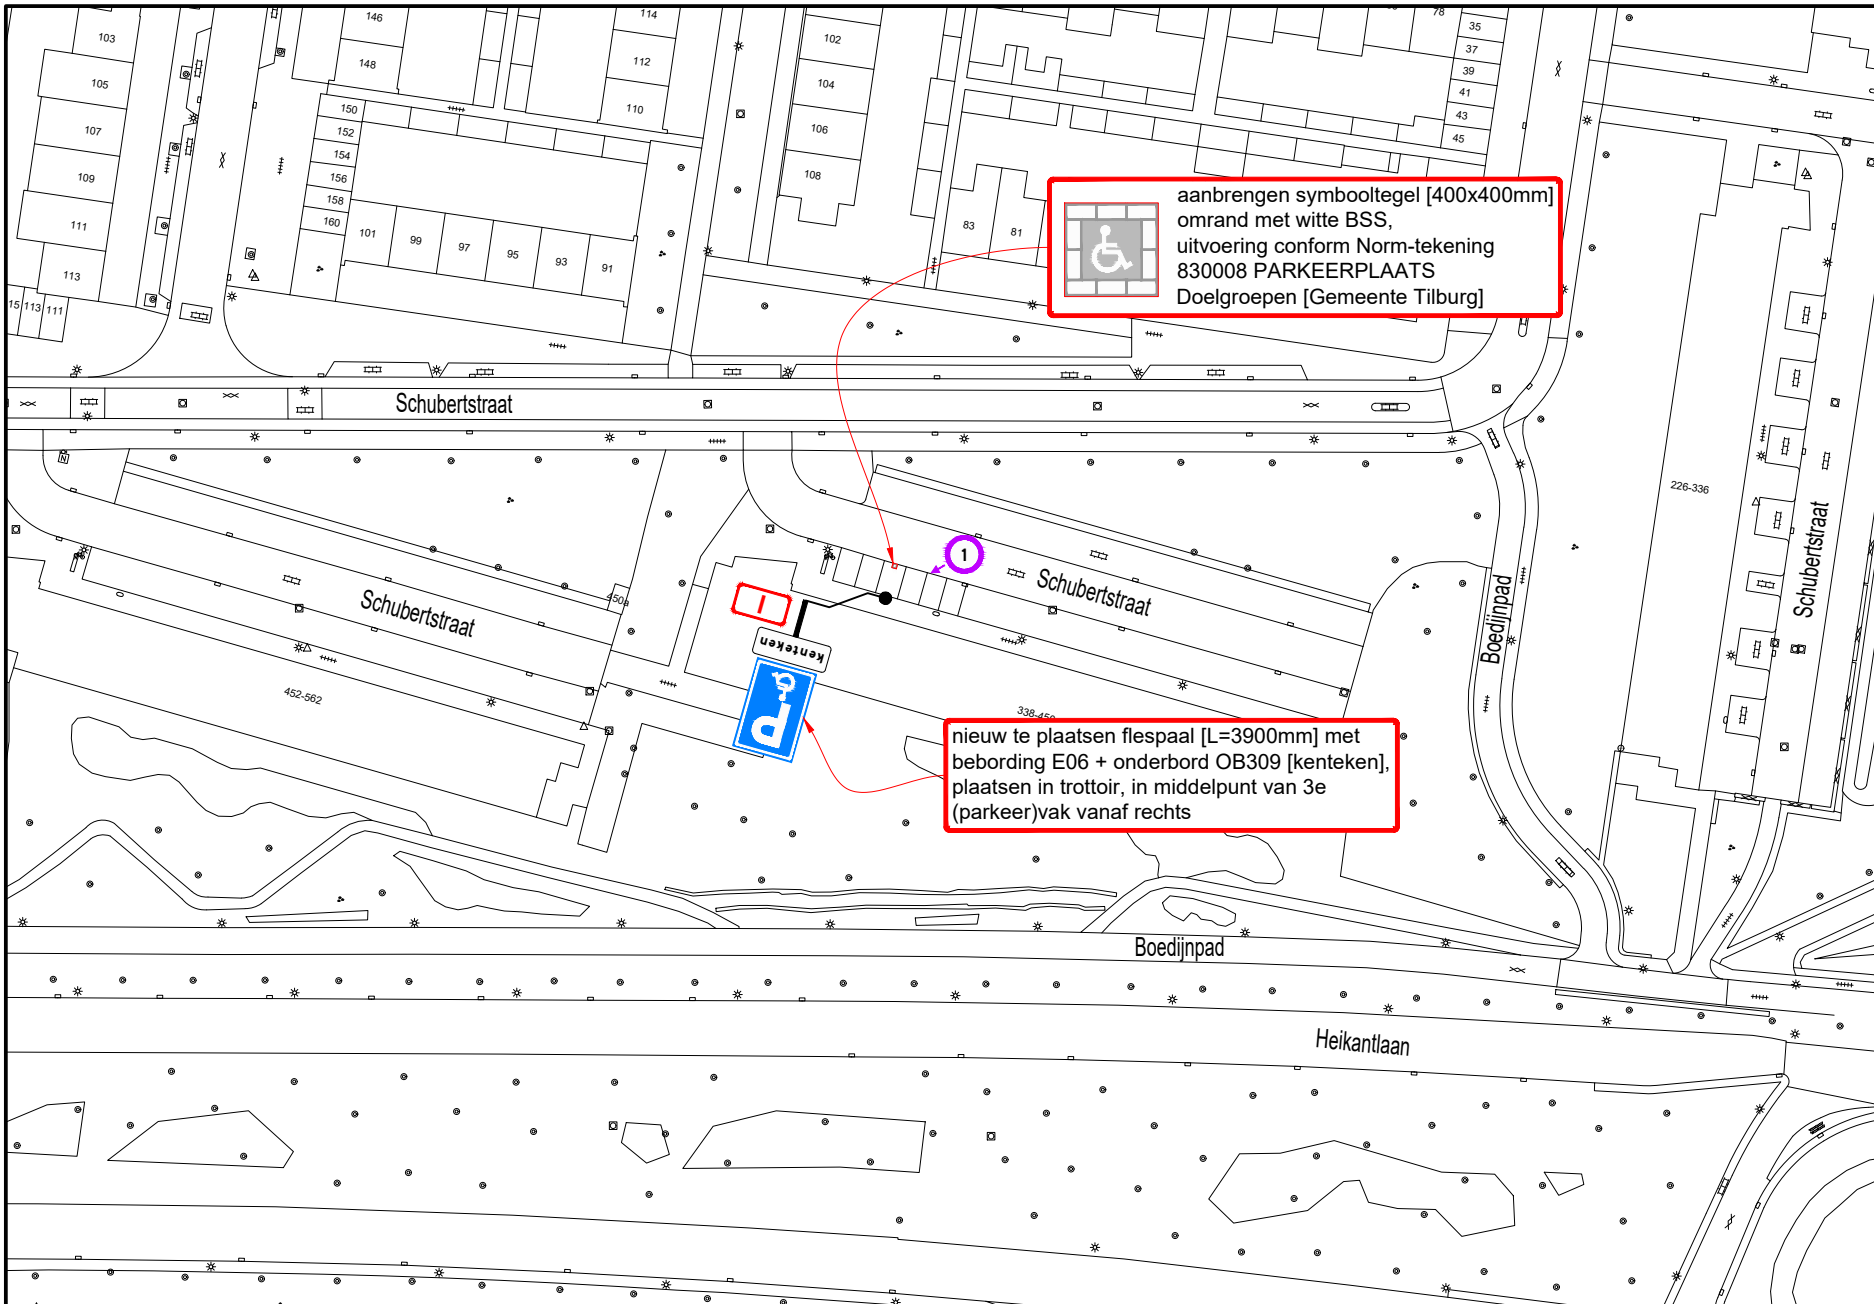 103
105
107
109
111
113
15 113 111
146
148
150
152
154
156
158
160
101
99
97
95
93
91
114
112
110
102
104
106
108
83
81
78
35
37
39
41
43
45
aanbrengen symbooltegel [400x400mm]
omrand met witte BSS,
uitvoering conform Norm-tekening
830008 PARKEERPLAATS
Doelgroepen [Gemeente Tilburg]
Schubertstraat
226-336
Schubertstraat
N
1
Schubertstraat
450a
Schubertstraat
Boedijnpad
kenteken
P
452-562
nieuw te plaatsen flespaal [L=3900mm] met
bebording E06 + onderbord OB309 [kenteken],
plaatsen in trottoir, in middelpunt van 3e
(parkeer)vak vanaf rechts
Boedijnpad
Heikantlaan